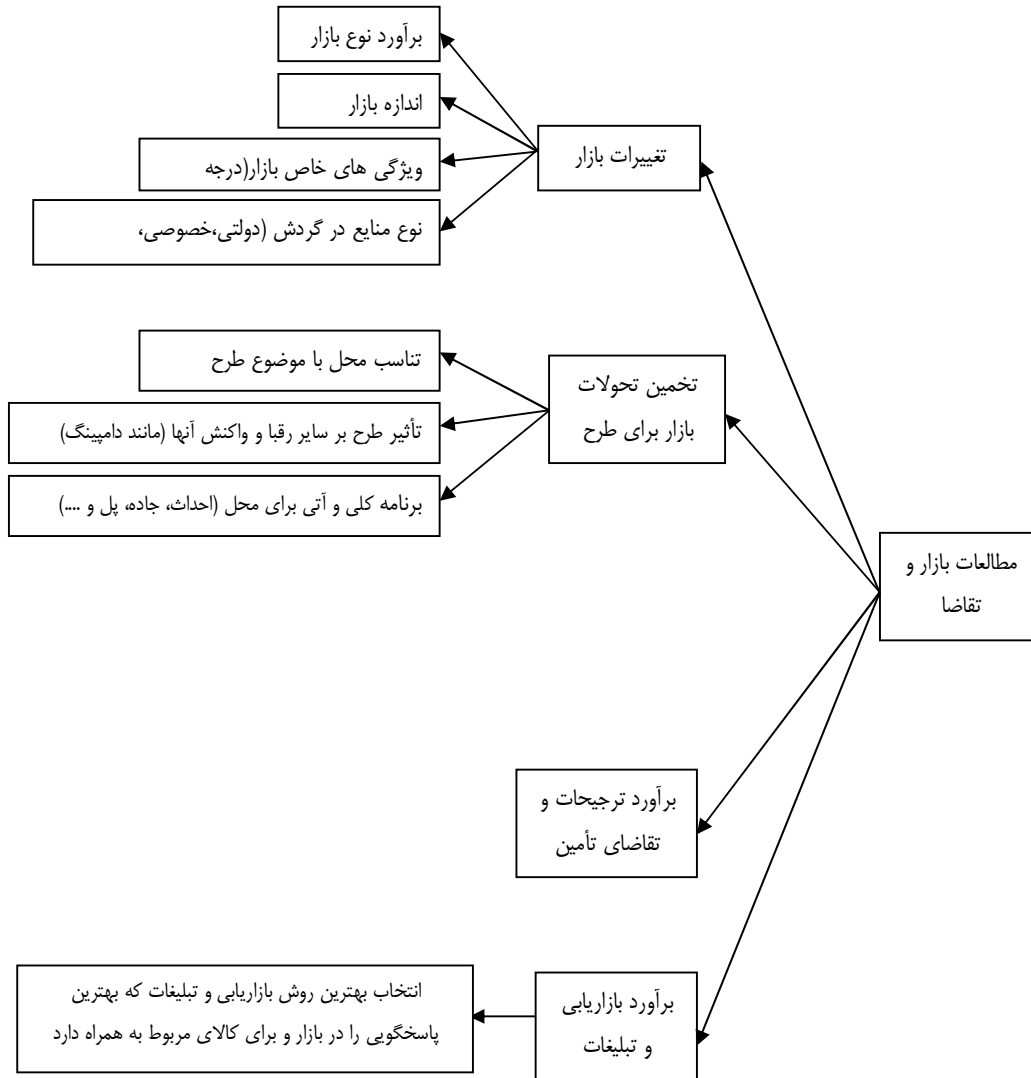 مطالعات بازار و
تقاضا
تغییرات بازار
برآورد نوع بازار
اندازه بازار
ویژگی های خاص بازار(درجه
نوع منایع در گردش (دولتی،خصوصی،
تخمین تحولات
بازار برای طرح
تناسب محل با موضوع طرح
تأثیر طرح بر سایر رقبا و واکنش آنها (مانند دامپینگ)
برنامه کلی و آتی برای محل (احداث، جاده، پل و ....)
برآورد ترجیحات و
تقاضای تأمین
برآورد بازاریابی
و تبلیغات
انتخاب بهترین روش بازاریابی و تبلیغات که بهترین
پاسخگویی را در بازار و برای کالای مربوط به همراه دارد